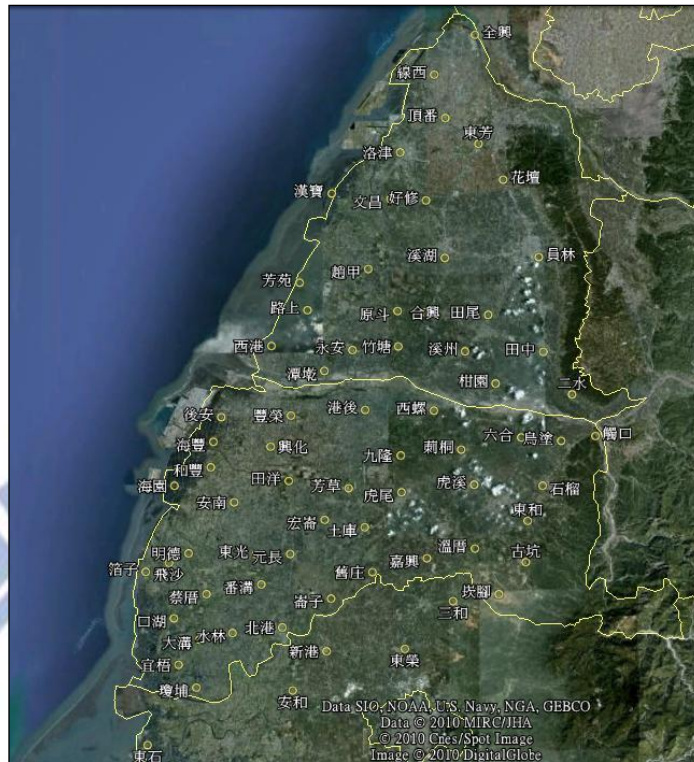 全興
線西
頂番
東芳
洛津
花壇
漢寶
文昌
好修
溪湖
員林
趙甲
芳苑
路上
原斗
合興
田尾
西港
永安
竹塘
溪州
田中
潭墘
柑園
二水
後安
豐榮
港後
西螺
六合
烏塗
觸口
海豐
興化
九隆
莿桐
和豐
海園
田洋
芳草
虎尾
虎溪
石榴
安南
宏崙
土庫
東和
明德
東光
元長
溫厝
箔子
飛沙
舊庄
嘉興
古坑
番溝
蔡厝
崙子
崁腳
三和
口湖
大溝
水林
北港
新港
東榮
宜梧
瓊埔
安和
東石
Data SIO, NOAA, U.S. Navy, NGA, GEBCO
Data © 2010 MIRC/JHA
© 2010 Cnes/Spot Image
Image © 2010 DigitalGlobe